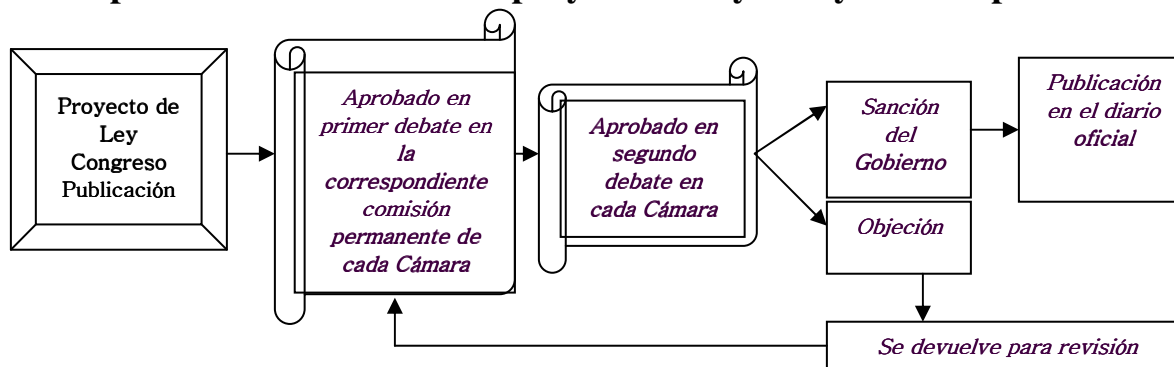 Proyecto de
Ley
Congreso
Publicación
Aprobado en
primer debate en
la
correspondiente
comisión
permanente de
cada Cámara
Aprobado en
segundo
debate en
cada Cámara
Sanción
del
Gobierno
Publicación
en el diario
oficial
Objeción
Se devuelve para revisión